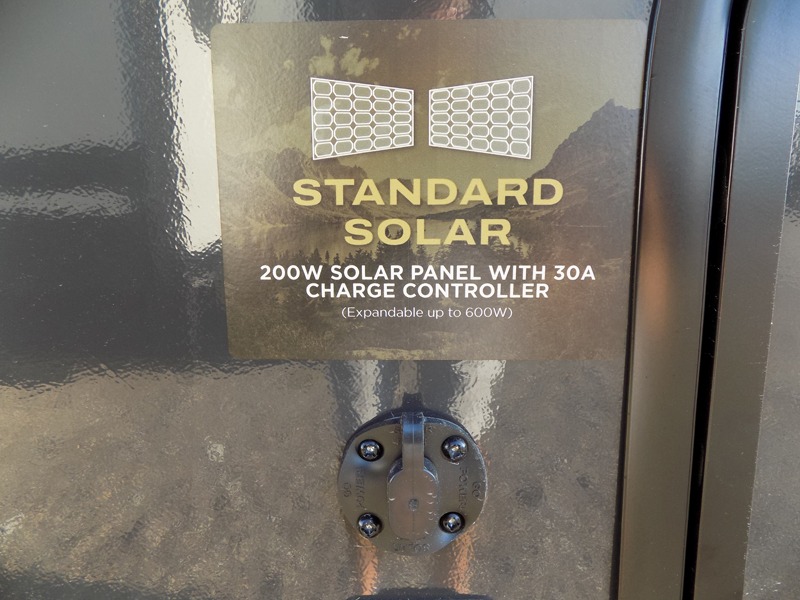 STANDARD
SOLAR
200W SOLAR PANEL WITH 30A
CHARGE CONTROLLER
(Expandable up to 600W)